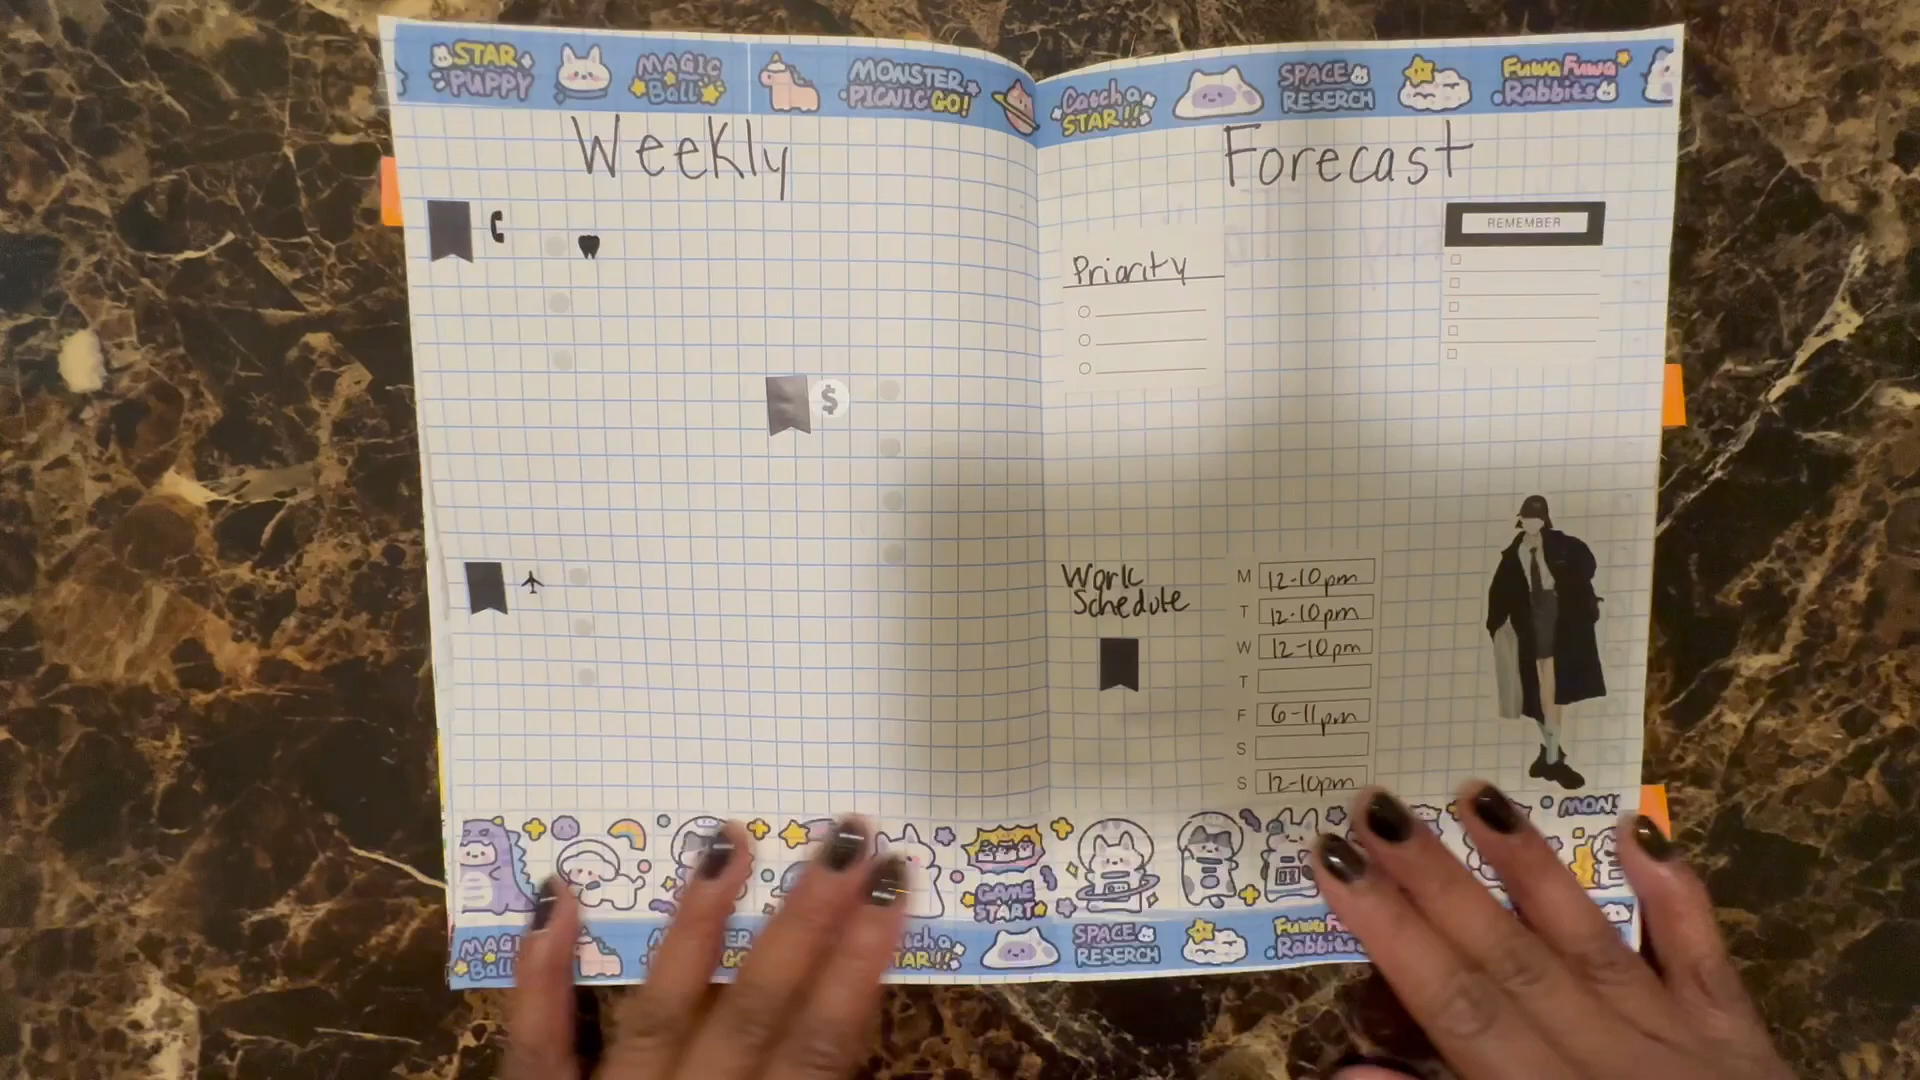 STAR PUPPY
MAGIC Ball
MONSTER PICNIC GO!
Catch a STAR!!
SPACE RESERCH
Fuwa Fuwa Rabbits
Weekly
Forecast
REMEMBER
Priority
$
Work
Schedule
M 12-10pm
T 12-10pm
W 12-10pm
T
F 6-11pm
S
S 12-10pm
GAME START
SPACE RESERCH